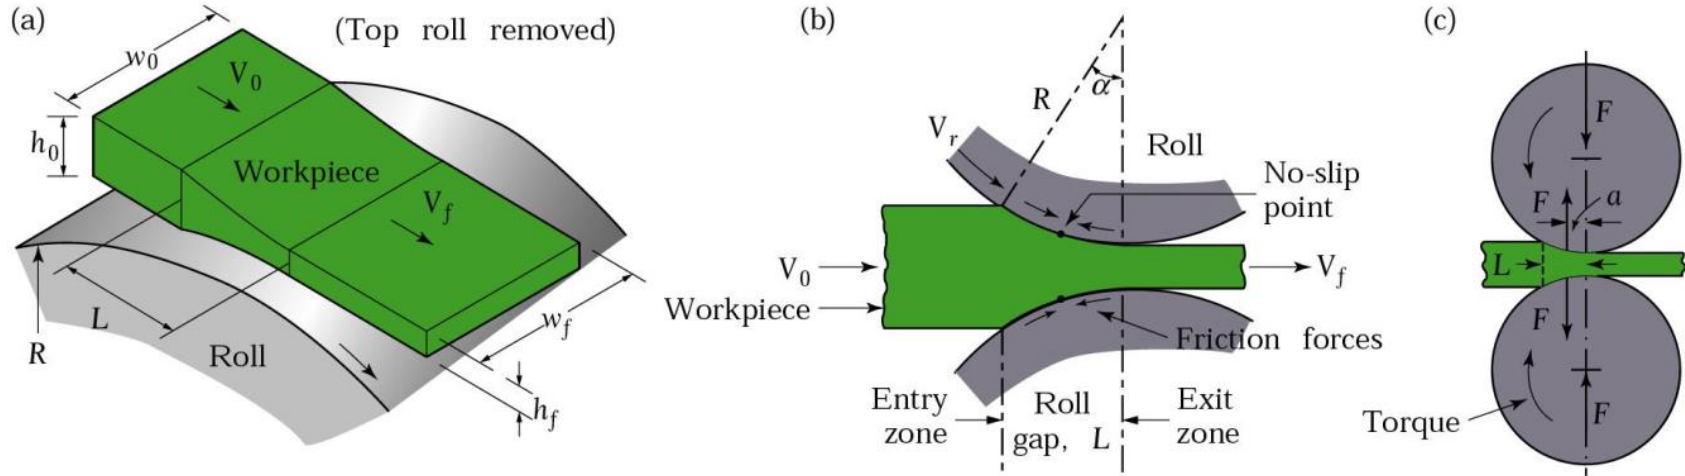 (a)
(Top roll removed)
w0
V0
h0
Workpiece
Vf
L
wf
R
Roll
hf
(b)
R
α
Vr
Roll
No-slip
point
V0
Vf
Workpiece
Friction forces
Entry
zone
Roll
gap, L
Exit
zone
(c)
F
F
a
L
F
Torque
F